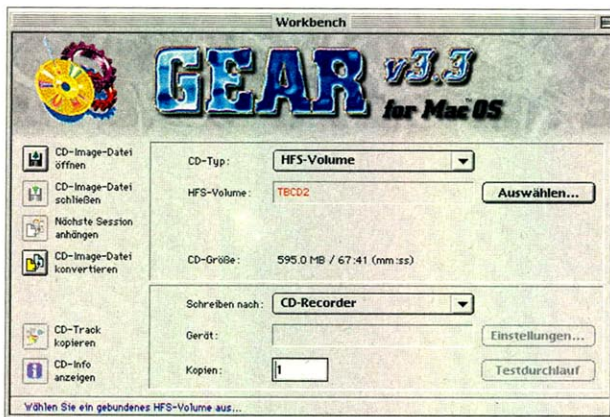 Workbench
GEAR v3.3
for Mac OS
CD-Image-Datei
öffnen
CD-Image-Datei
schließen
Nächste Session
anhängen
CD-Image-Datei
konvertieren
CD-Track
kopieren
CD-Info
anzeigen
CD-Typ: HFS-Volume
HFS-Volume: TBCD2 Auswählen...
CD-Größe: 595.0 MB / 67:41 (mm:ss)
Schreiben nach: CD-Recorder
Gerät: Einstellungen...
Kopien: 1 Testdurchlauf
Wählen Sie ein gebundenes HFS-Volume aus...